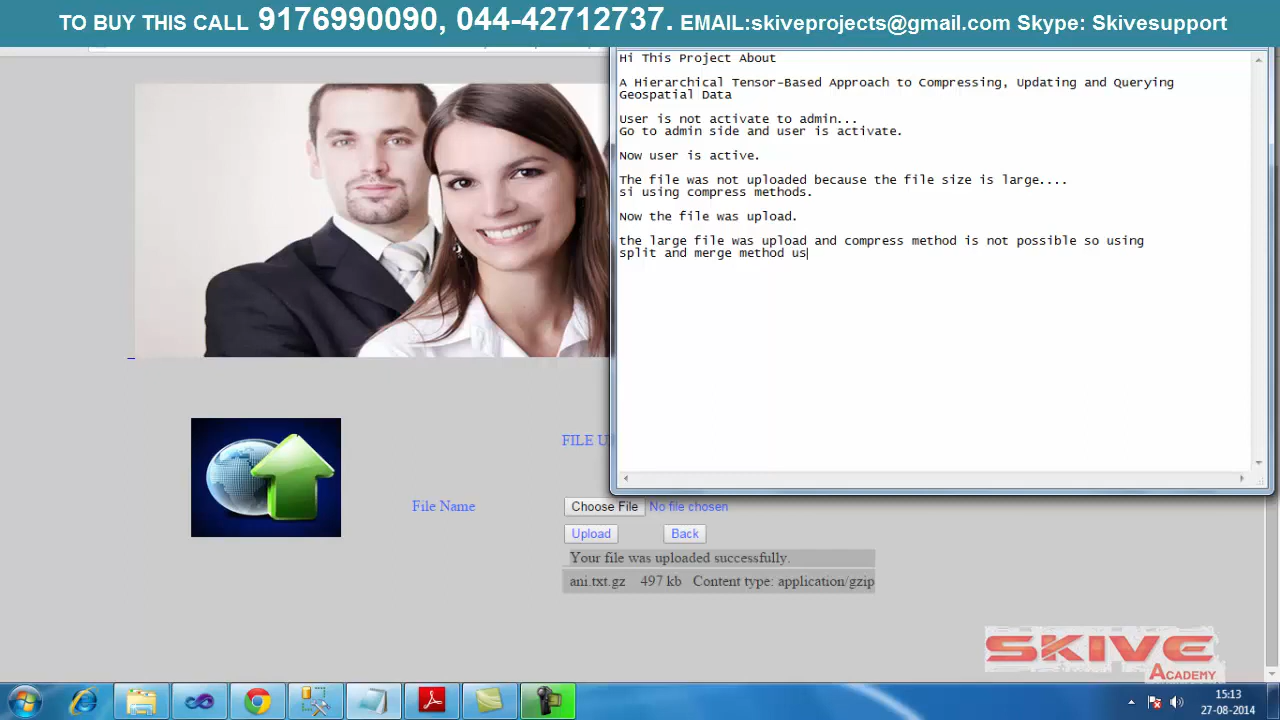 TO BUY THIS CALL 9176990090, 044-42712737. EMAIL:skiveprojects@gmail.com Skype: Skivesupport
Hi This Project About
A Hierarchical Tensor-Based Approach to Compressing, Updating and Querying
Geospatial Data
User is not activate to admin...
Go to admin side and user is activate.
Now user is active.
The file was not uploaded because the file size is large....
si using compress methods.
Now the file was upload.
the large file was upload and compress method is not possible so using
split and merge method us
FILE U
File Name
Choose File No file chosen
Upload Back
Your file was uploaded successfully.
ani.txt.gz 497 kb Content type: application/gzip
SKIVE
ACADEMY
15:13
27-08-2014